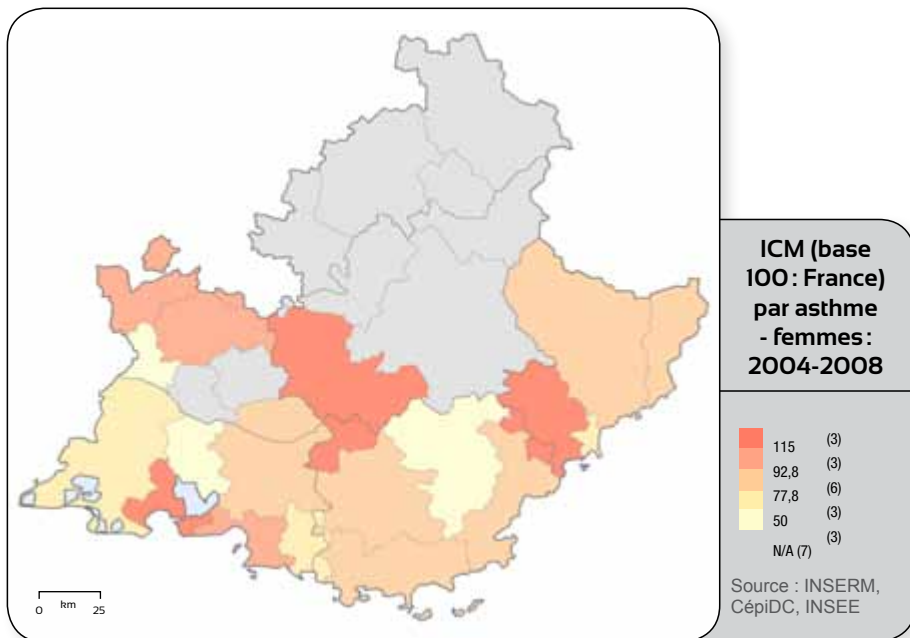 ICM (base
100 : France)
par asthme
- femmes :
2004-2008
115 (3)
92,8 (3)
77,8 (6)
50 (3)
(3)
N/A (7)
Source : INSERM,
CépiDC, INSEE
km
0 25